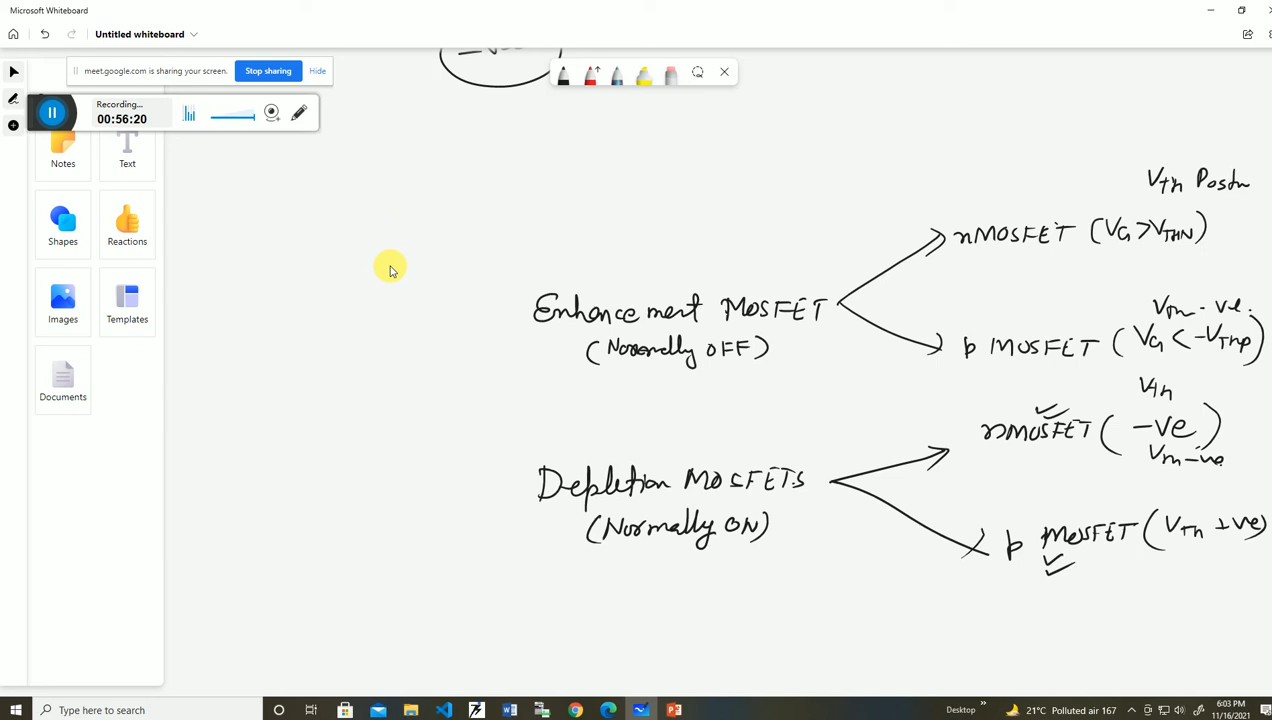 Microsoft Whiteboard
Untitled whiteboard
meet.google.com is sharing your screen.
Stop sharing
Hide
Recording...
00:56:20
Notes
Text
Shapes
Reactions
Images
Templates
Documents
- ve
VTh
nMOSFET (VG > VTHN)
Enhancement MOSFET
(Normally OFF)
VTh - ve.
p MOSFET (VG < -VThp)
VTh
nMOSFET ( -ve )
VTh -ve
Depletion MOSFETs
(Normally ON)
p MOSFET (VTh +ve)
Type here to search
Desktop
21°C Polluted air 167
6:03 PM
11/16/2021